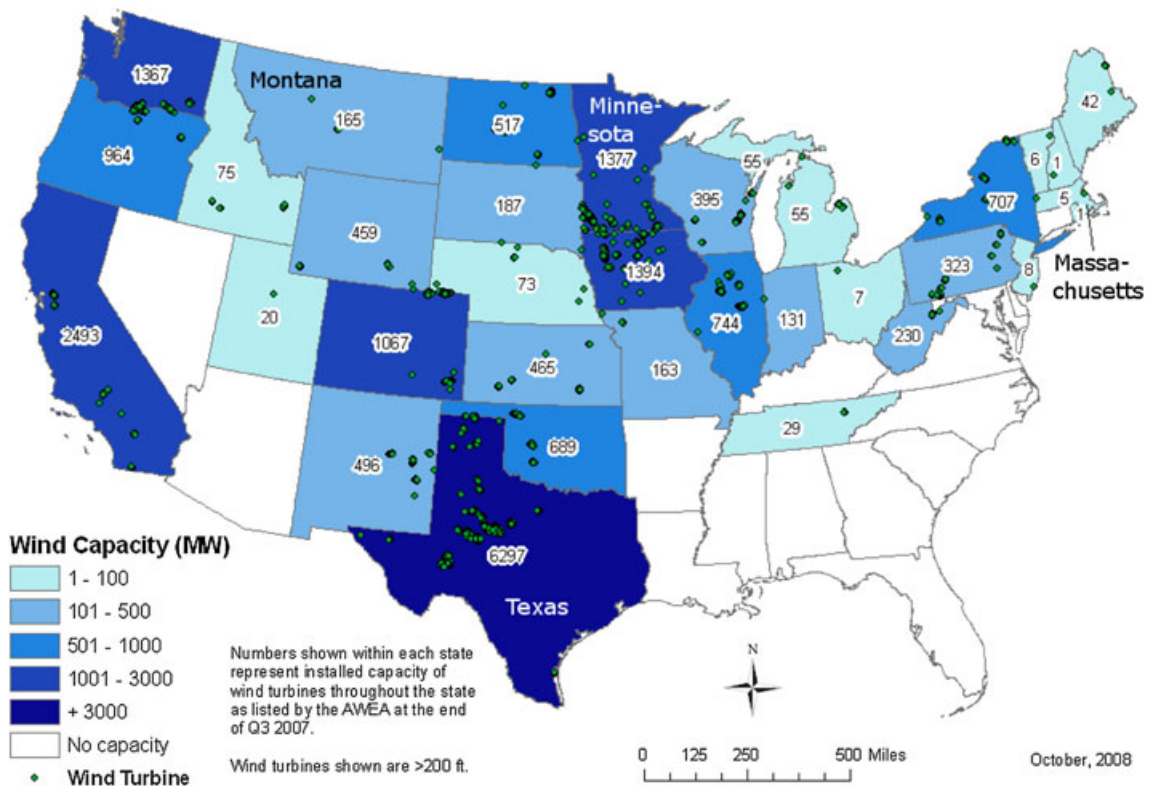 1367
Montana
165
517
Minne-
sota
1377
42
964
75
55
6
1
187
395
707
5
1
459
55
Massa-
chusetts
1394
323
8
73
7
20
744
131
2493
1067
230
465
163
29
689
496
6297
Texas
Wind Capacity (MW)
1 - 100
101 - 500
501 - 1000
1001 - 3000
+ 3000
No capacity
Wind Turbine
Numbers shown within each state
represent installed capacity of
wind turbines throughout the state
as listed by the AWEA at the end
of Q3 2007.
Wind turbines shown are >200 ft.
N
0 125 250 500 Miles
October, 2008